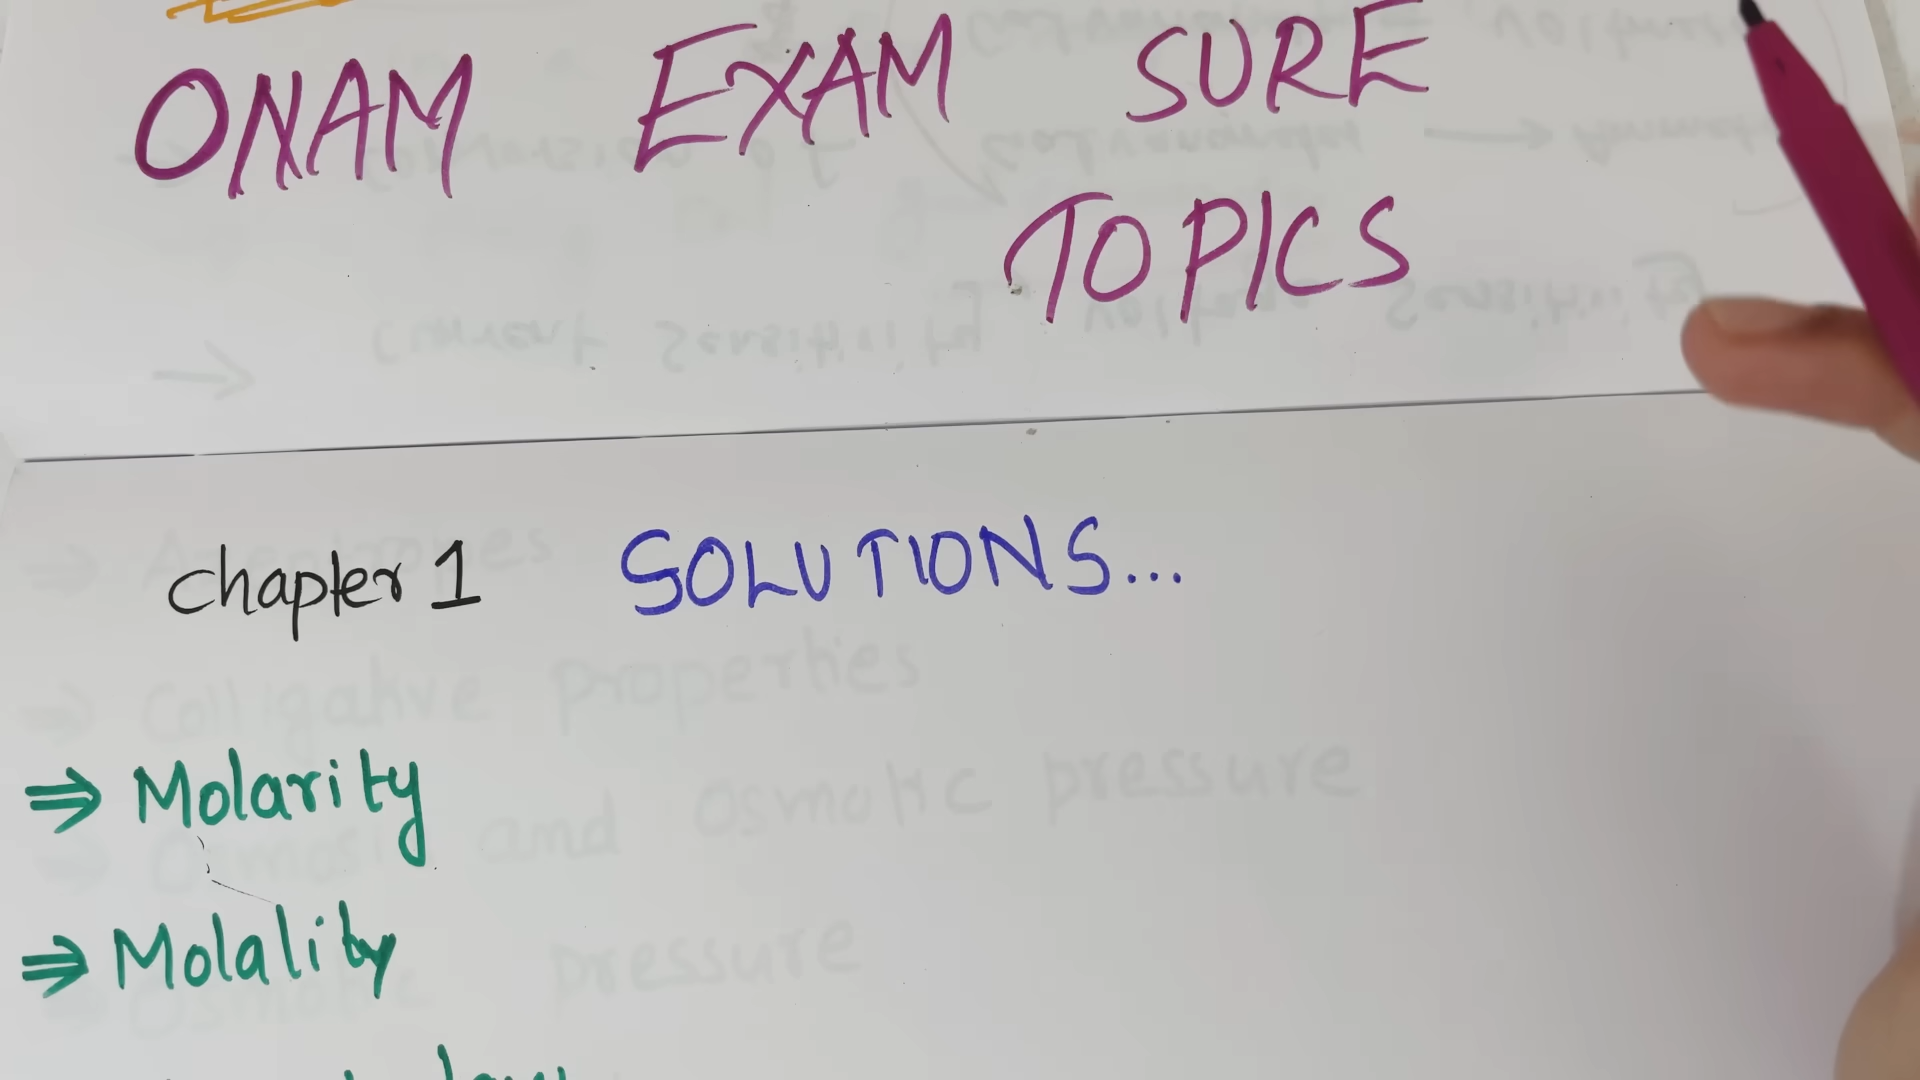 ONAM EXAM SURE
TOPICS
Chapter 1 SOLUTIONS...
⇒ Molarity
⇒ Molality